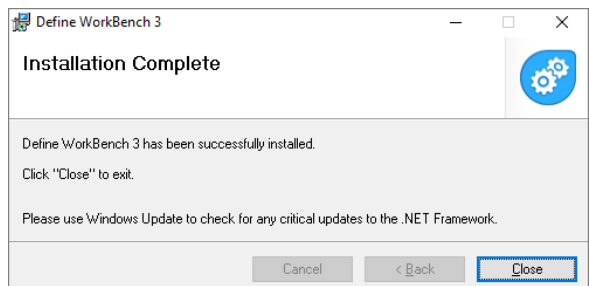 Define WorkBench 3
Installation Complete
Define WorkBench 3 has been successfully installed.
Click "Close" to exit.
Please use Windows Update to check for any critical updates to the .NET Framework.
Cancel
< Back
Close